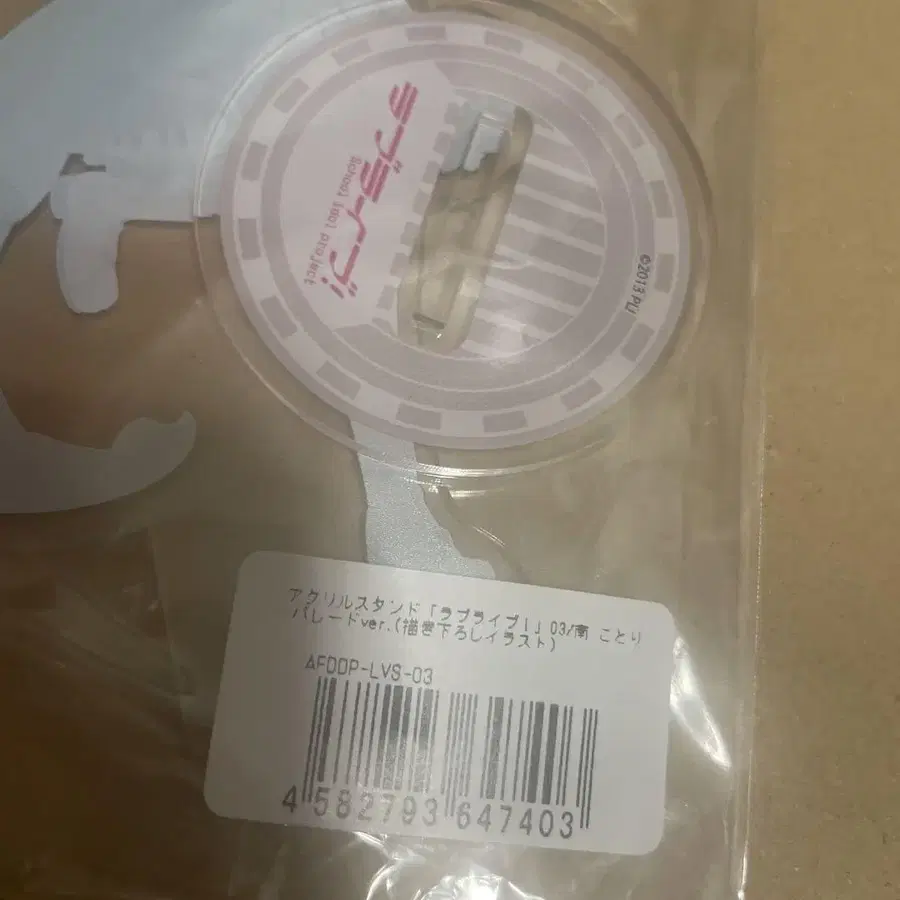 ラブライブ!
School idol project
©2013 PL!
アクリルスタンド「ラブライブ!」03/南 ことり
パレードver.(描き下ろしイラスト)
AFDDP-LVS-03
4 582793 647403